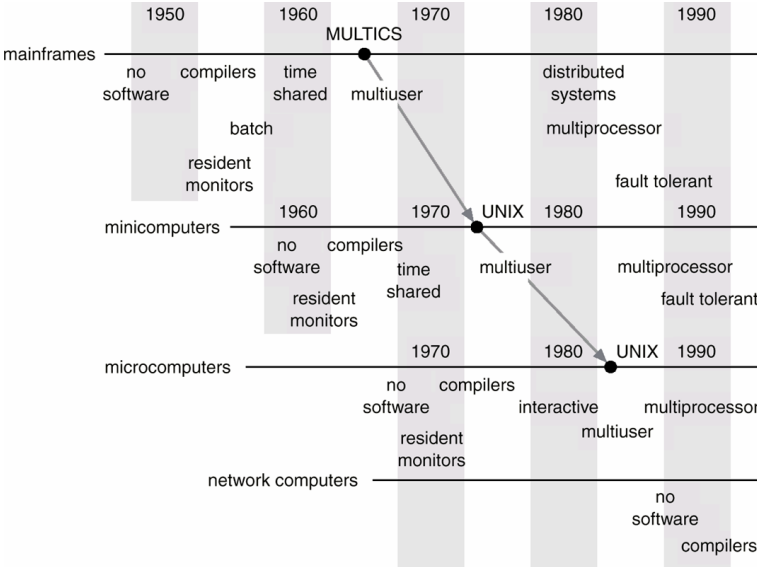 1950 1960 1970 1980 1990
MULTICS
mainframes
no compilers time distributed
software shared multiuser systems
batch multiprocessor
resident
monitors
fault tolerant
1960 1970 UNIX 1980 1990
minicomputers
no compilers
software time multiuser multiprocessor
shared
resident fault tolerant
monitors
1970 1980 UNIX 1990
microcomputers
no compilers
software interactive multiprocessor
multiuser
resident
monitors
network computers
no
software
compilers